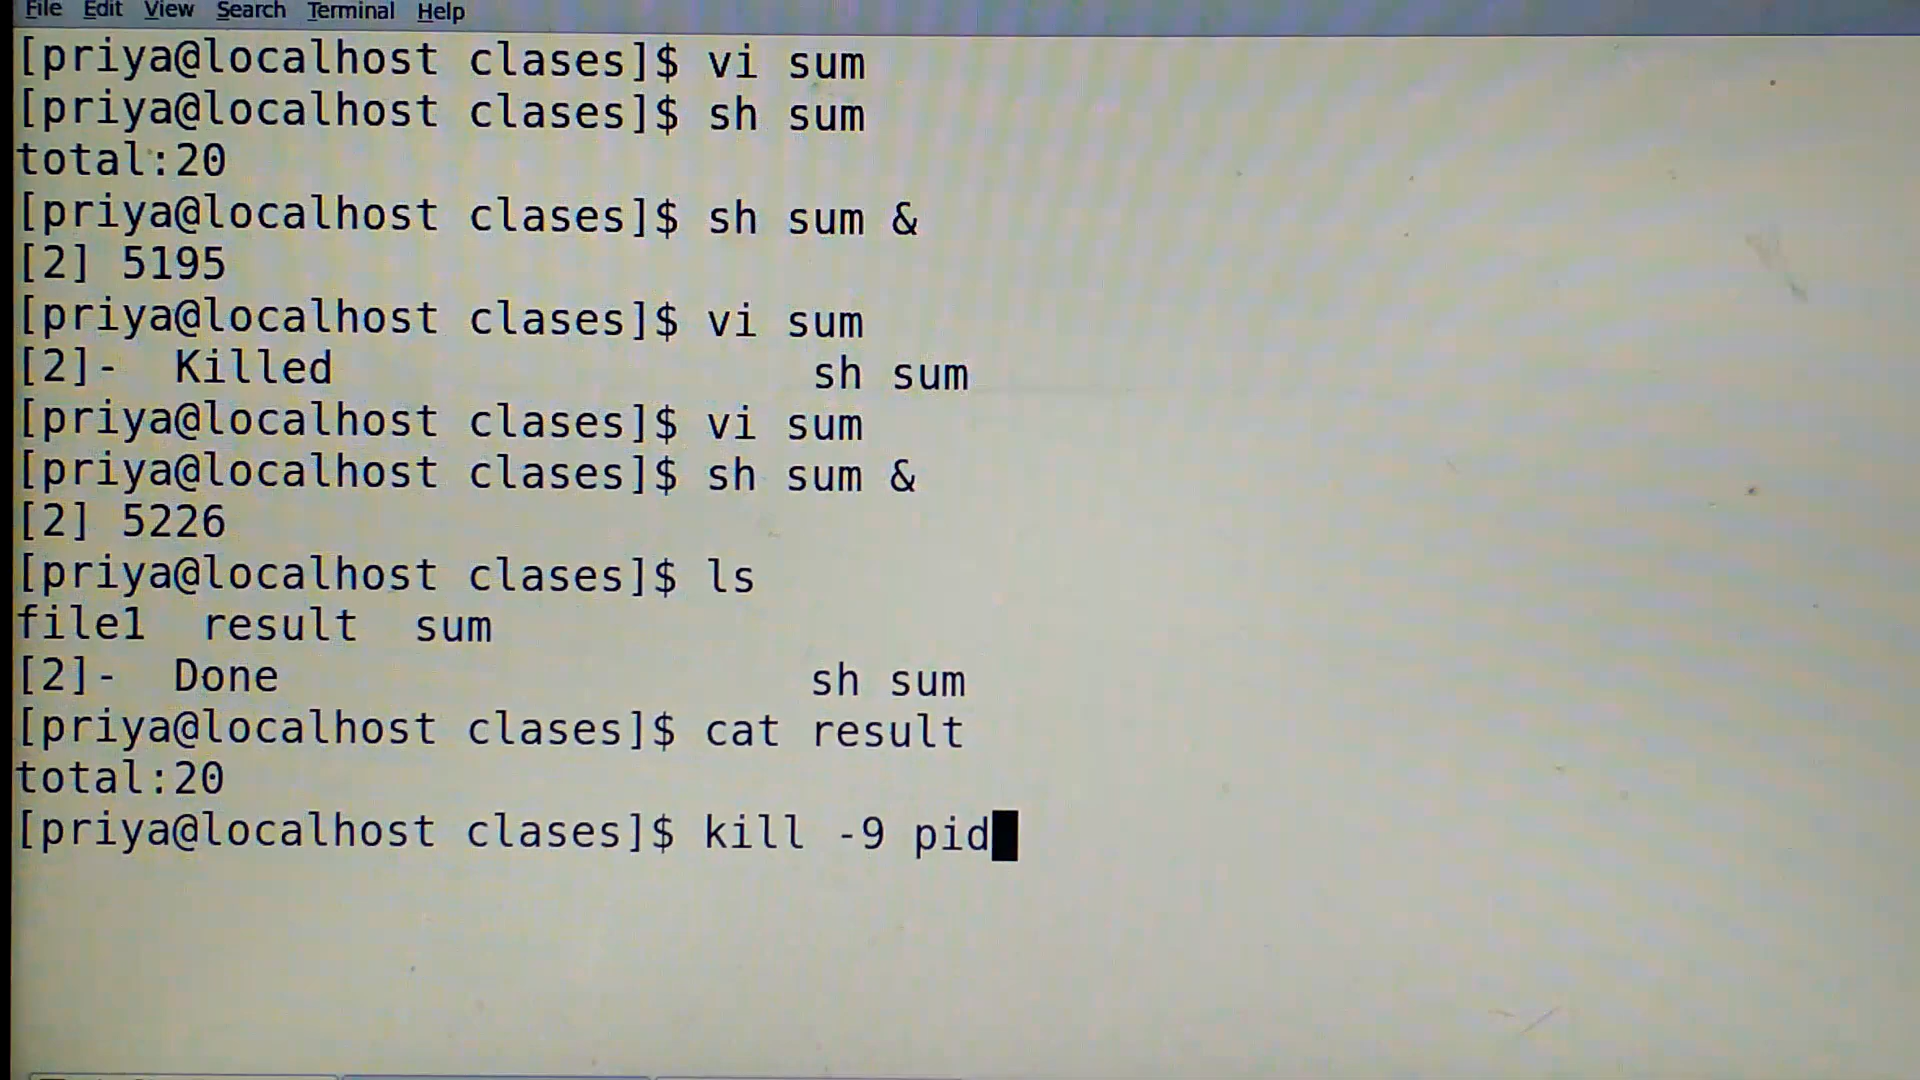 File Edit View Search Terminal Help
[priya@localhost clases]$ vi sum
[priya@localhost clases]$ sh sum
total:20
[priya@localhost clases]$ sh sum &
[2] 5195
[priya@localhost clases]$ vi sum
[2]-  Killed                  sh sum
[priya@localhost clases]$ vi sum
[priya@localhost clases]$ sh sum &
[2] 5226
[priya@localhost clases]$ ls
file1  result  sum
[2]-  Done                    sh sum
[priya@localhost clases]$ cat result
total:20
[priya@localhost clases]$ kill -9 pid